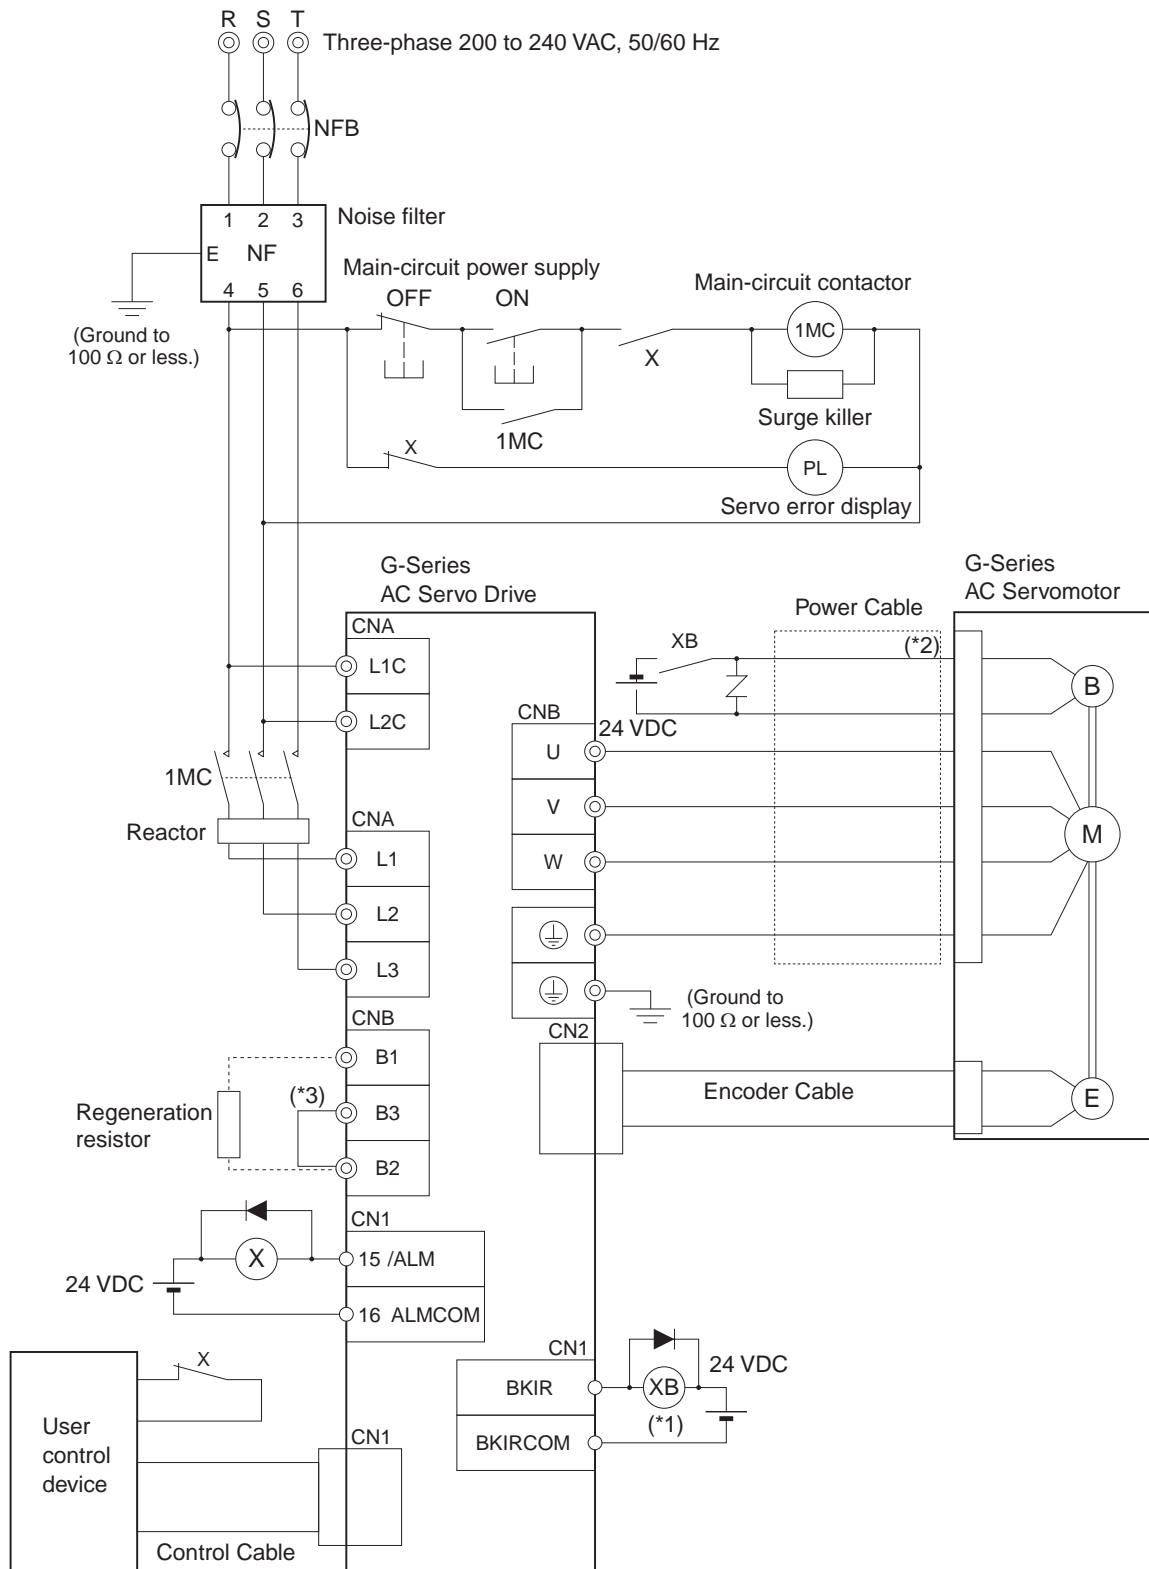 R S T
Three-phase 200 to 240 VAC, 50/60 Hz
NFB
1 2 3
Noise filter
E NF
4 5 6
(Ground to
100 Ω or less.)
Main-circuit power supply
OFF ON
Main-circuit contactor
1MC
X
Surge killer
1MC
X
PL
Servo error display
G-Series
AC Servo Drive
G-Series
AC Servomotor
Power Cable
CNA
L1C
L2C
XB
(*2)
B
24 VDC
CNB
U
V
W
M
1MC
Reactor
CNA
L1
L2
L3
(Ground to
100 Ω or less.)
CN2
Encoder Cable
E
CNB
B1
(*3)
B3
B2
Regeneration
resistor
CN1
X
15 /ALM
24 VDC
16 ALMCOM
CN1
24 VDC
BKIR
XB
(*1)
BKIRCOM
X
User
control
device
CN1
Control Cable